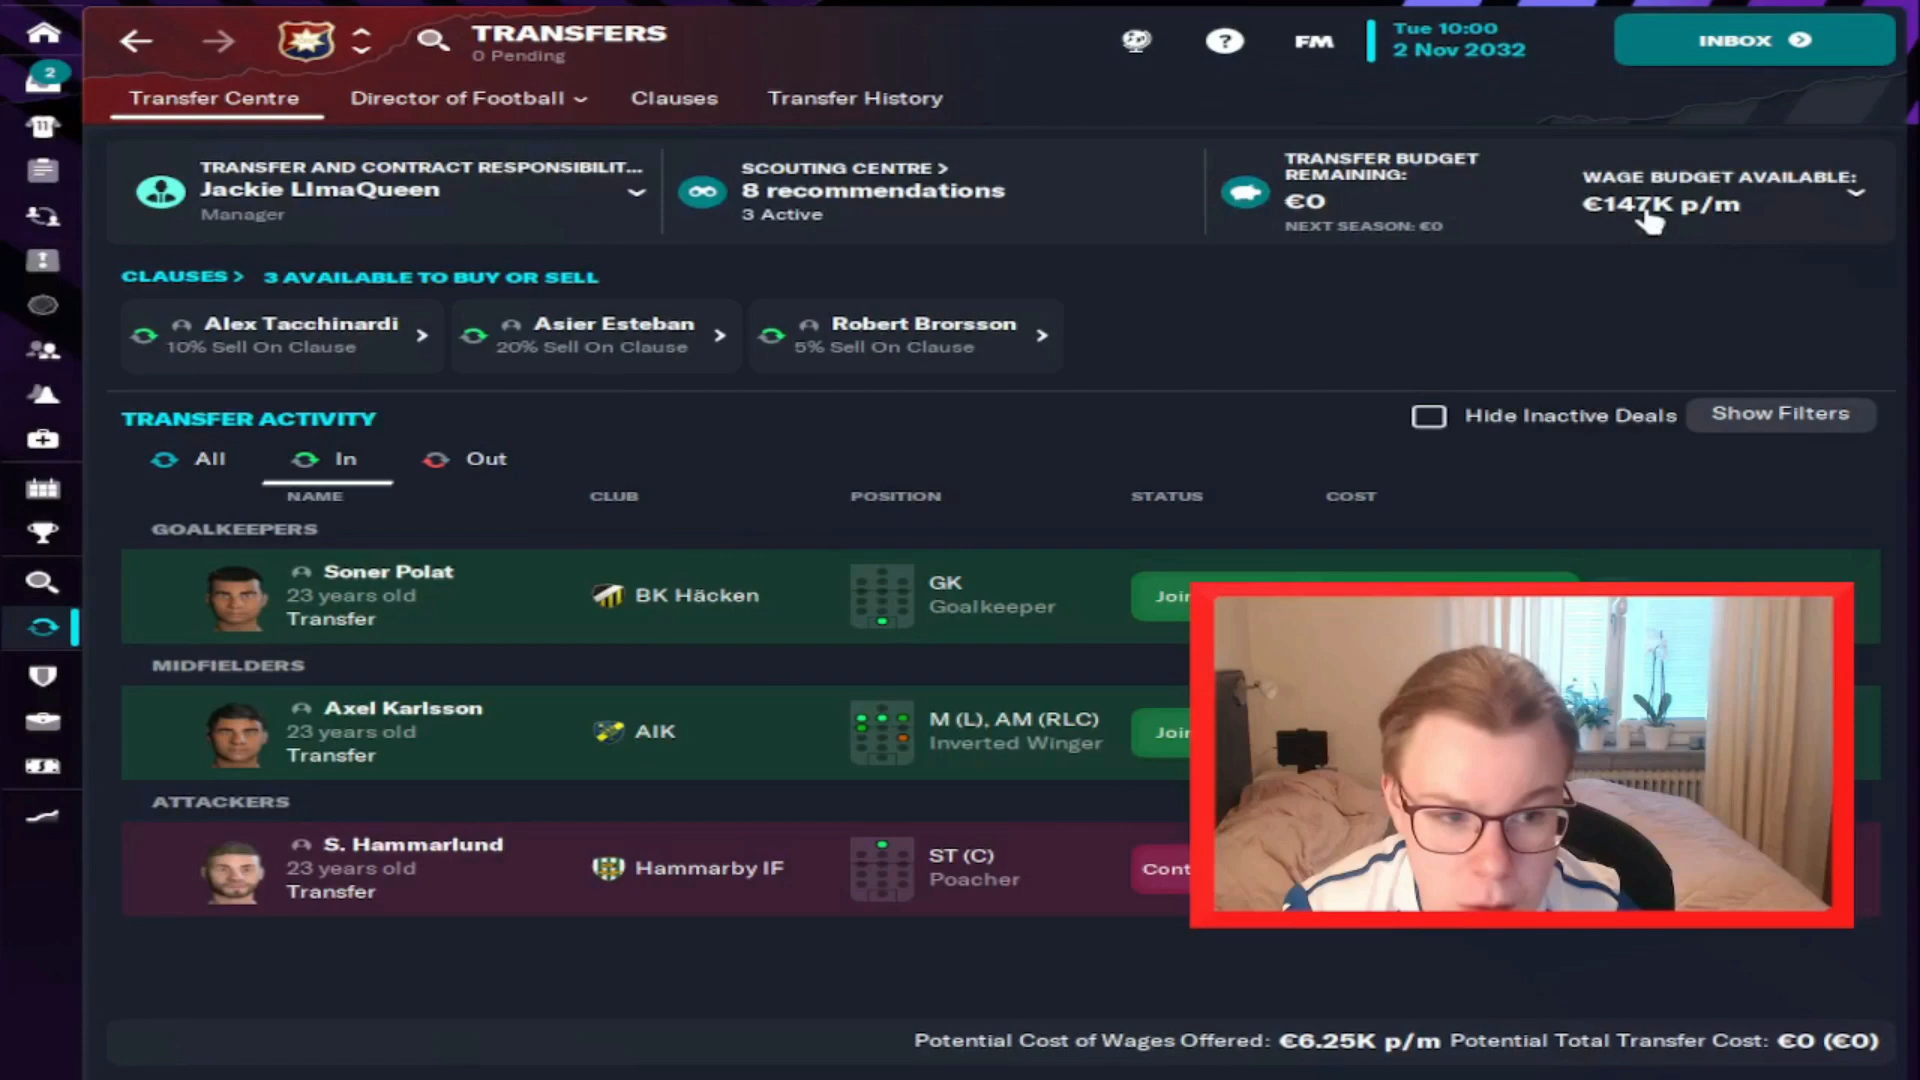 TRANSFERS
0 Pending
FM
Tue 10:00
2 Nov 2032
INBOX
2
11
Transfer Centre
Director of Football
Clauses
Transfer History
TRANSFER AND CONTRACT RESPONSIBILIT...
Jackie LlmaQueen
Manager
SCOUTING CENTRE >
8 recommendations
3 Active
TRANSFER BUDGET
REMAINING:
€0
NEXT SEASON: €0
WAGE BUDGET AVAILABLE:
€147K p/m
CLAUSES > 3 AVAILABLE TO BUY OR SELL
Alex Tacchinardi
10% Sell On Clause
Asier Esteban
20% Sell On Clause
Robert Brorsson
5% Sell On Clause
TRANSFER ACTIVITY
Hide Inactive Deals
Show Filters
All
In
Out
NAME CLUB POSITION STATUS COST
GOALKEEPERS
Soner Polat
23 years old
Transfer
BK Häcken
GK
Goalkeeper
Join
MIDFIELDERS
Axel Karlsson
23 years old
Transfer
AIK
M (L), AM (RLC)
Inverted Winger
Join
ATTACKERS
S. Hammarlund
23 years old
Transfer
Hammarby IF
ST (C)
Poacher
Cont
Potential Cost of Wages Offered: €6.25K p/m Potential Total Transfer Cost: €0 (€0)